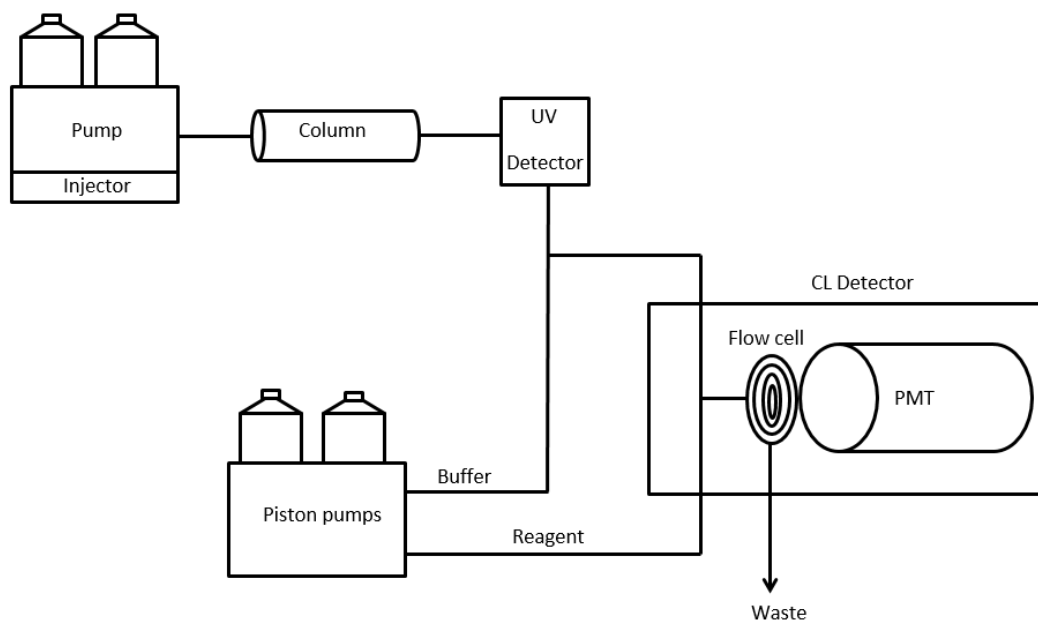 Pump
Injector
Column
UV
Detector
CL Detector
Flow cell
PMT
Piston pumps
Buffer
Reagent
Waste